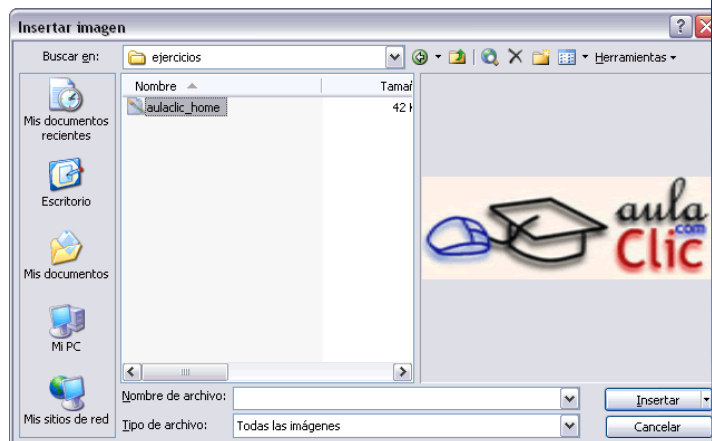 Insertar imagen
Buscar en:
ejercicios
Herramientas
Nombre
Tamañ
aulaclic_home
42 K
Mis documentos
recientes
Escritorio
Mis documentos
Mi PC
Mis sitios de red
aula
com
Clic
Nombre de archivo:
Insertar
Tipo de archivo:
Todas las imágenes
Cancelar